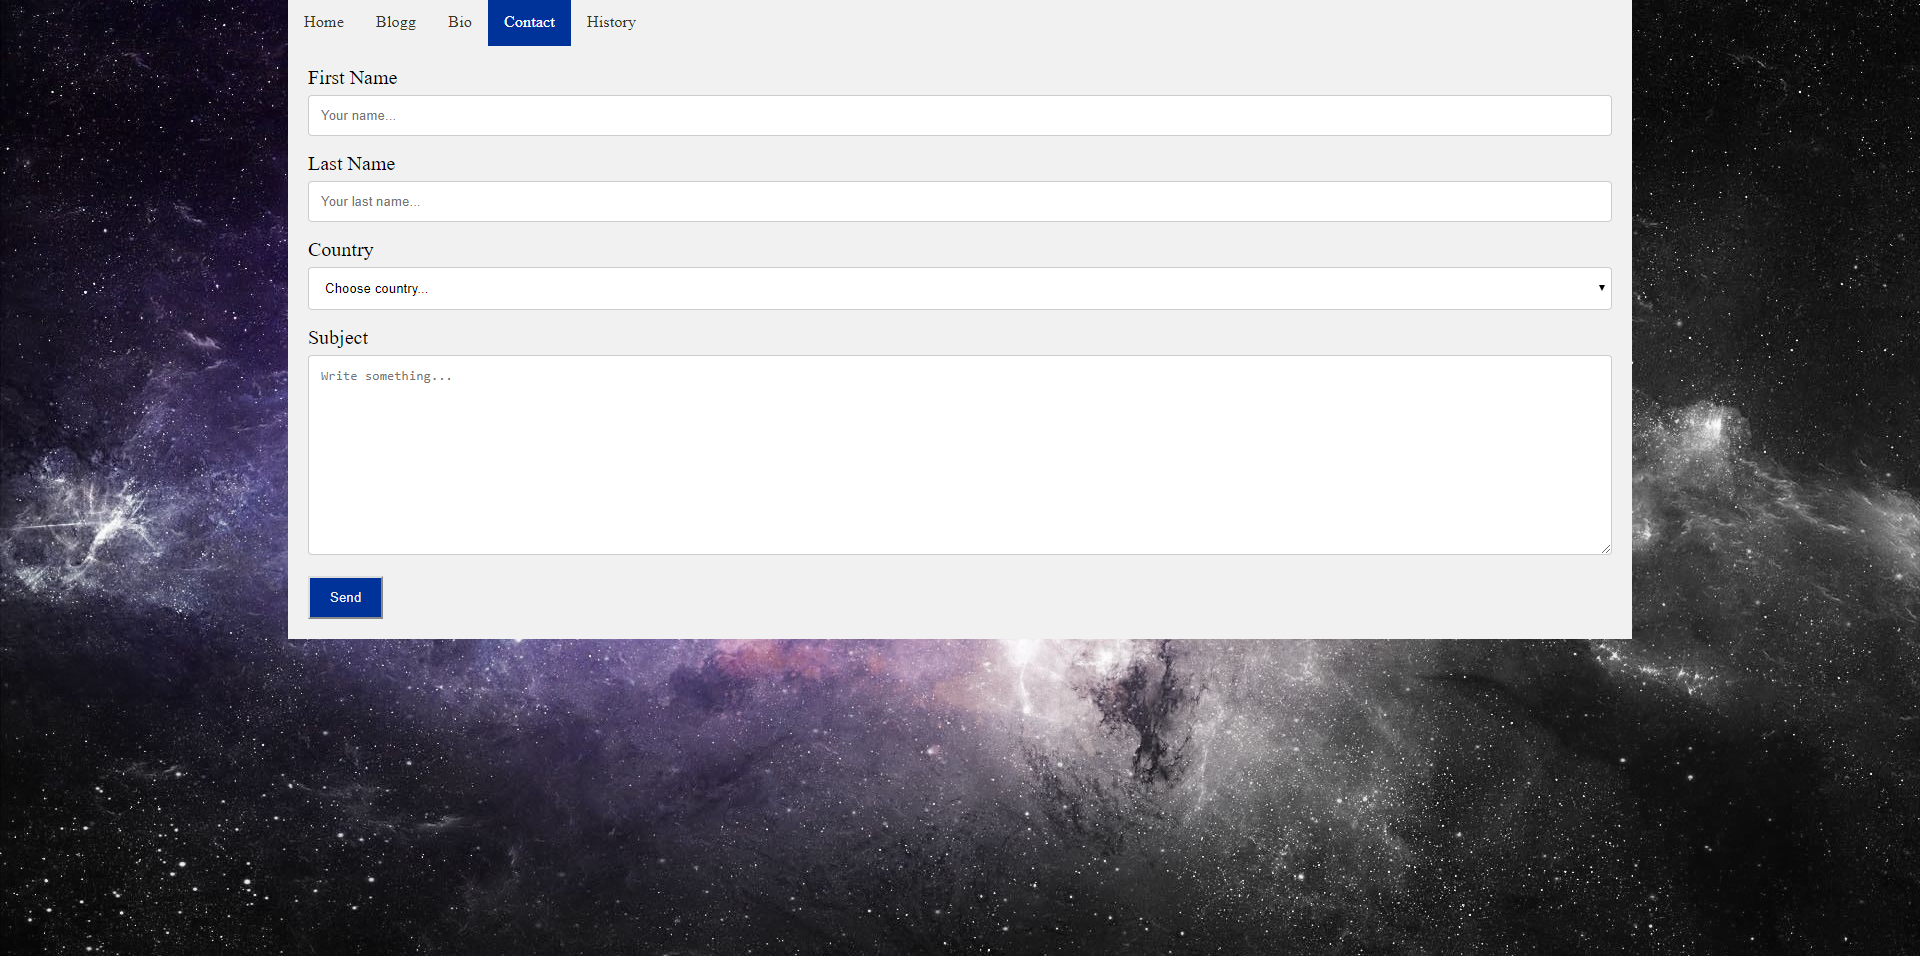 Home Blogg Bio Contact History
First Name
Your name...
Last Name
Your last name...
Country
Choose country...
Subject
Write something...
Send